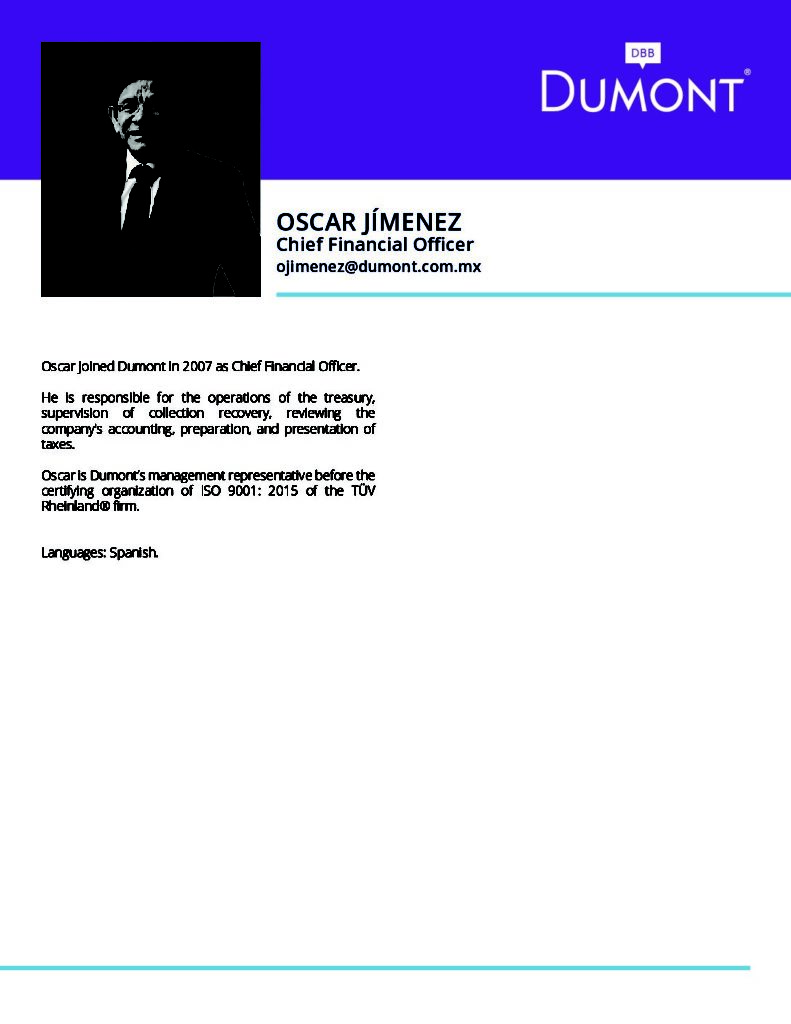 DBB
DUMONT®
OSCAR JÍMENEZ
Chief Financial Officer
ojimenez@dumont.com.mx
Oscar joined Dumont in 2007 as Chief Financial Officer.
He is responsible for the operations of the treasury,
supervision of collection recovery, reviewing the
company's accounting, preparation, and presentation of
taxes.
Oscar is Dumont's management representative before the
certifying organization of ISO 9001: 2015 of the TÜV
Rheinland® firm.
Languages: Spanish.